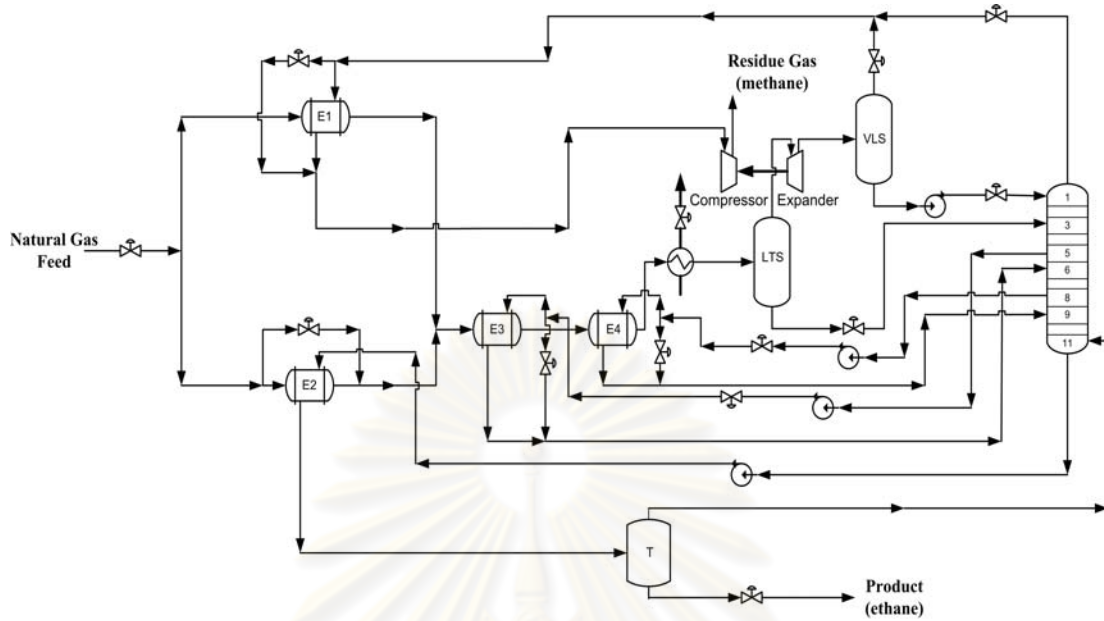 Residue Gas
(methane)
E1
VLS
Compressor
Expander
1
3
5
6
8
9
11
Natural Gas
Feed
LTS
E3
E4
E2
T
Product
(ethane)